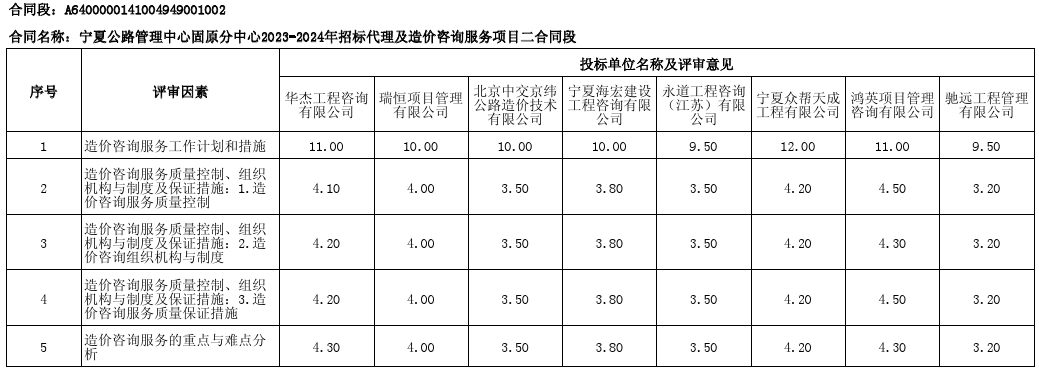 合同段：A6400000141004949001002
合同名称：宁夏公路管理中心固原分中心2023-2024年招标代理及造价咨询服务项目二合同段
序号 评审因素 投标单位名称及评审意见
华杰工程咨询有限公司 瑞恒项目管理有限公司 北京中交京纬公路造价技术有限公司 宁夏海宏建设工程咨询有限公司 永道工程咨询（江苏）有限公司 宁夏众帮天成工程有限公司 鸿英项目管理咨询有限公司 驰远工程管理有限公司
1 造价咨询服务工作计划和措施 11.00 10.00 10.00 10.00 9.50 12.00 11.00 9.50
2 造价咨询服务质量控制、组织机构与制度及保证措施：1.造价咨询服务质量控制 4.10 4.00 3.50 3.80 3.50 4.20 4.50 3.20
3 造价咨询服务质量控制、组织机构与制度及保证措施：2.造价咨询组织机构与制度 4.20 4.00 3.50 3.80 3.50 4.20 4.30 3.20
4 造价咨询服务质量控制、组织机构与制度及保证措施：3.造价咨询服务质量保证措施 4.20 4.00 3.50 3.80 3.50 4.20 4.50 3.20
5 造价咨询服务的重点与难点分析 4.30 4.00 3.50 3.80 3.50 4.20 4.30 3.20